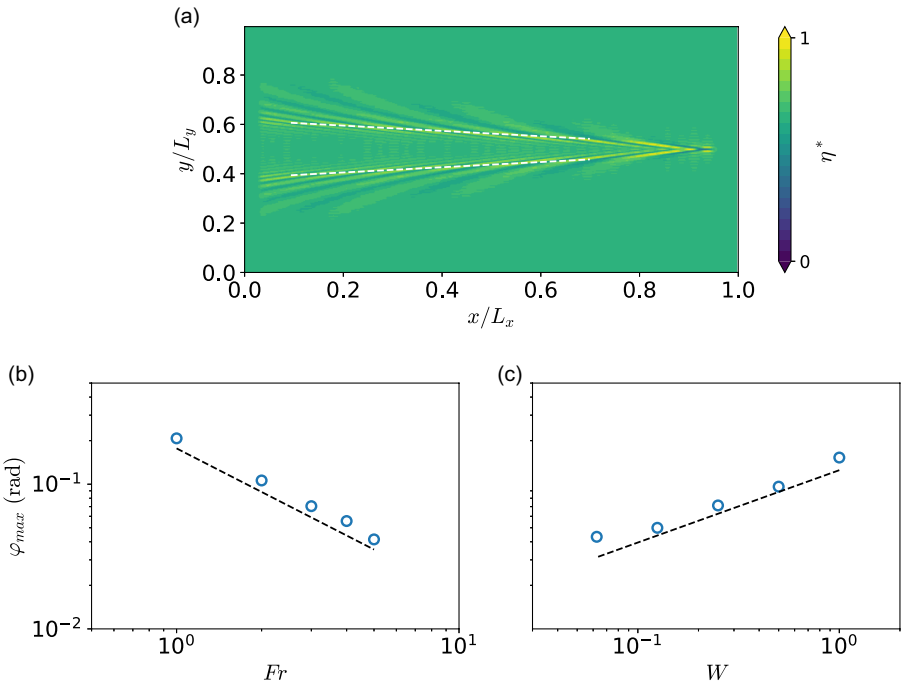 (a)
1
0.8
0.6
0.4
0.2
0.0
y/L_y
η*
0
0.0 0.2 0.4 0.6 0.8 1.0
x/L_x
(b)
(c)
10^{-1}
10^{-2}
φ_{max} (rad)
10^0 10^1
Fr
10^{-1} 10^0
W